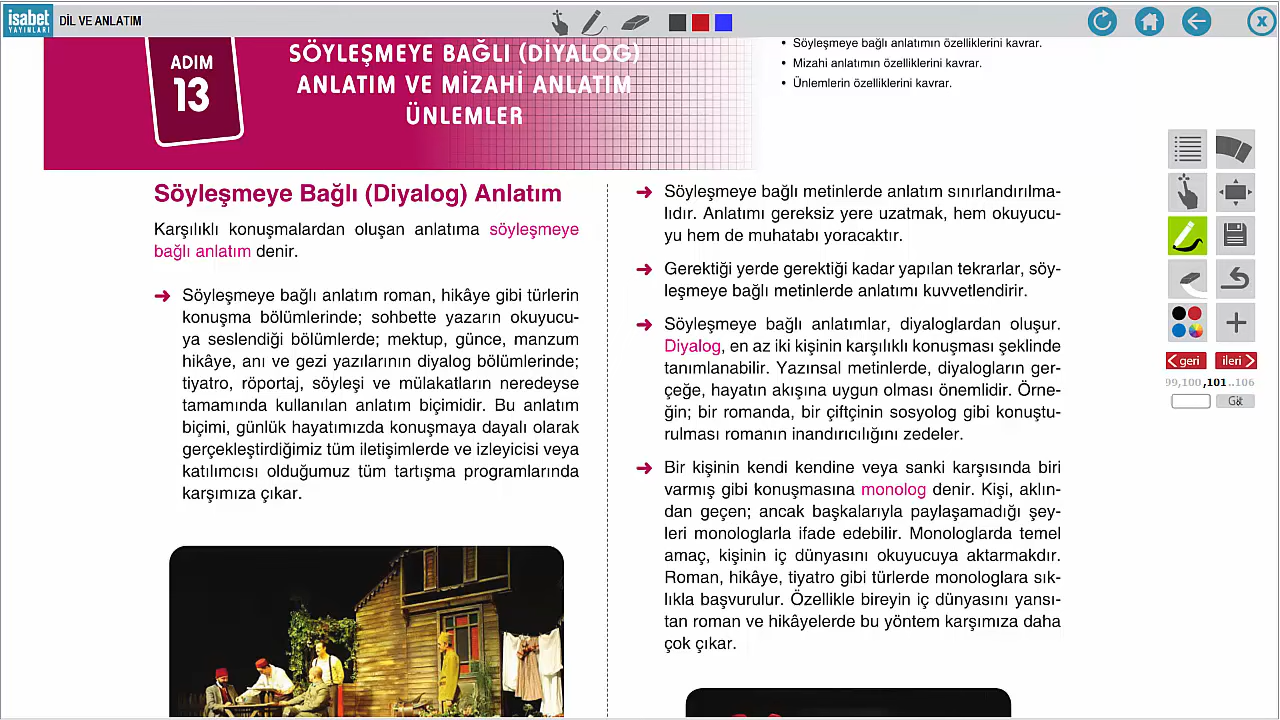 isabet
YAYINLARI
DİL VE ANLATIM
ADIM
13
SÖYLEŞMEYE BAĞLI (DİYALOG)
ANLATIM VE MİZAHİ ANLATIM
ÜNLEMLER
• Söyleşmeye bağlı anlatımın özelliklerini kavrar.
• Mizahi anlatımın özelliklerini kavrar.
• Ünlemlerin özelliklerini kavrar.
Söyleşmeye Bağlı (Diyalog) Anlatım
Karşılıklı konuşmalardan oluşan anlatıma söyleşmeye
bağlı anlatım denir.
Söyleşmeye bağlı anlatım roman, hikâye gibi türlerin
konuşma bölümlerinde; sohbette yazarın okuyucu-
ya seslendiği bölümlerde; mektup, günce, manzum
hikâye, anı ve gezi yazılarının diyalog bölümlerinde;
tiyatro, röportaj, söyleşi ve mülakatların neredeyse
tamamında kullanılan anlatım biçimidir. Bu anlatım
biçimi, günlük hayatımızda konuşmaya dayalı olarak
gerçekleştirdiğimiz tüm iletişimlerde ve izleyicisi veya
katılımcısı olduğumuz tüm tartışma programlarında
karşımıza çıkar.
Söyleşmeye bağlı metinlerde anlatım sınırlandırılma-
lıdır. Anlatımı gereksiz yere uzatmak, hem okuyucu-
yu hem de muhatabı yoracaktır.
Gerektiği yerde gerektiği kadar yapılan tekrarlar, söy-
leşmeye bağlı metinlerde anlatımı kuvvetlendirir.
Söyleşmeye bağlı anlatımlar, diyaloglardan oluşur.
Diyalog, en az iki kişinin karşılıklı konuşması şeklinde
tanımlanabilir. Yazınsal metinlerde, diyalogların ger-
çeğe, hayatın akışına uygun olması önemlidir. Örne-
ğin; bir romanda, bir çiftçinin sosyolog gibi konuştu-
rulması romanın inandırıcılığını zedeler.
Bir kişinin kendi kendine veya sanki karşısında biri
varmış gibi konuşmasına monolog denir. Kişi, aklın-
dan geçen; ancak başkalarıyla paylaşamadığı şey-
leri monologlarla ifade edebilir. Monologlarda temel
amaç, kişinin iç dünyasını okuyucuya aktarmakdır.
Roman, hikâye, tiyatro gibi türlerde monologlara sık-
lıkla başvurulur. Özellikle bireyin iç dünyasını yansı-
tan roman ve hikâyelerde bu yöntem karşımıza daha
çok çıkar.
geri
ileri
99,100,101..106
Git